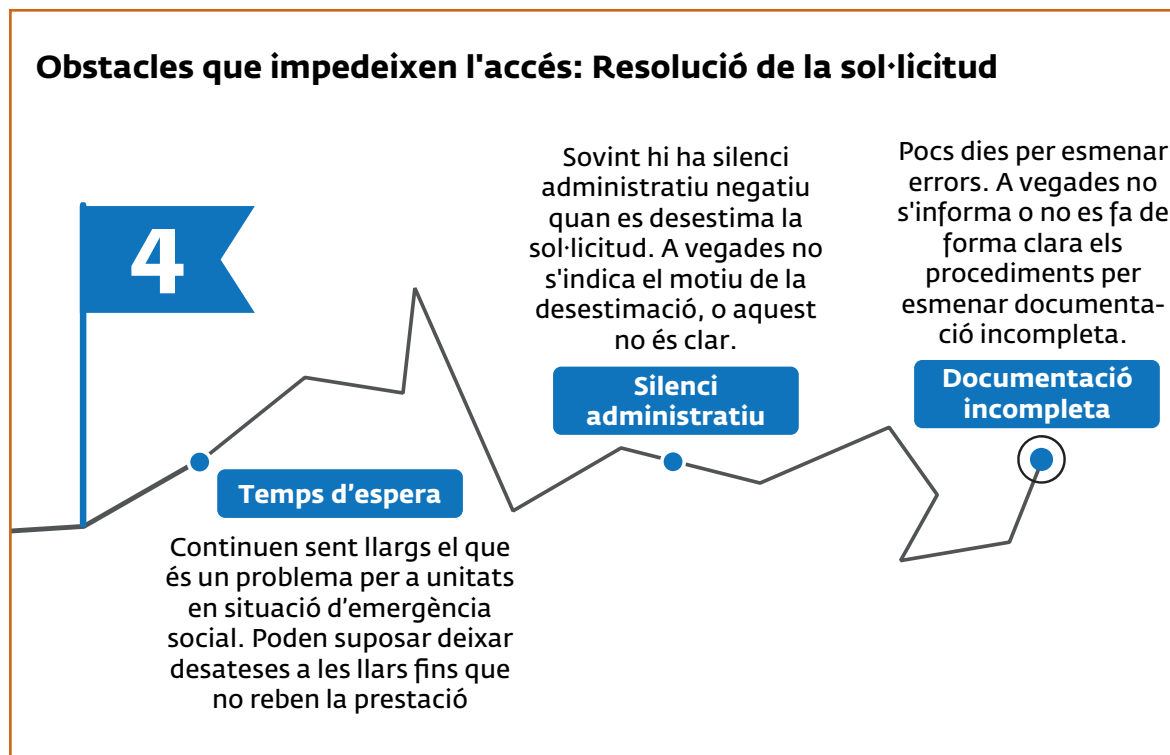 Obstacles que impedeixen l'accés: Resolució de la sol·licitud
4
Temps d’espera
Continuen sent llargs el que
és un problema per a unitats
en situació d’emergència
social. Poden suposar deixar
desateses a les llars fins que
no reben la prestació
Sovint hi ha silenci
administratiu negatiu
quan es desestima la
sol·licitud. A vegades no
s'indica el motiu de la
desestimació, o aquest
no és clar.
Silenci
administratiu
Pocs dies per esmenar
errors. A vegades no
s'informa o no es fa de
forma clara els
procediments per
esmenar documenta-
ció incompleta.
Documentació
incompleta